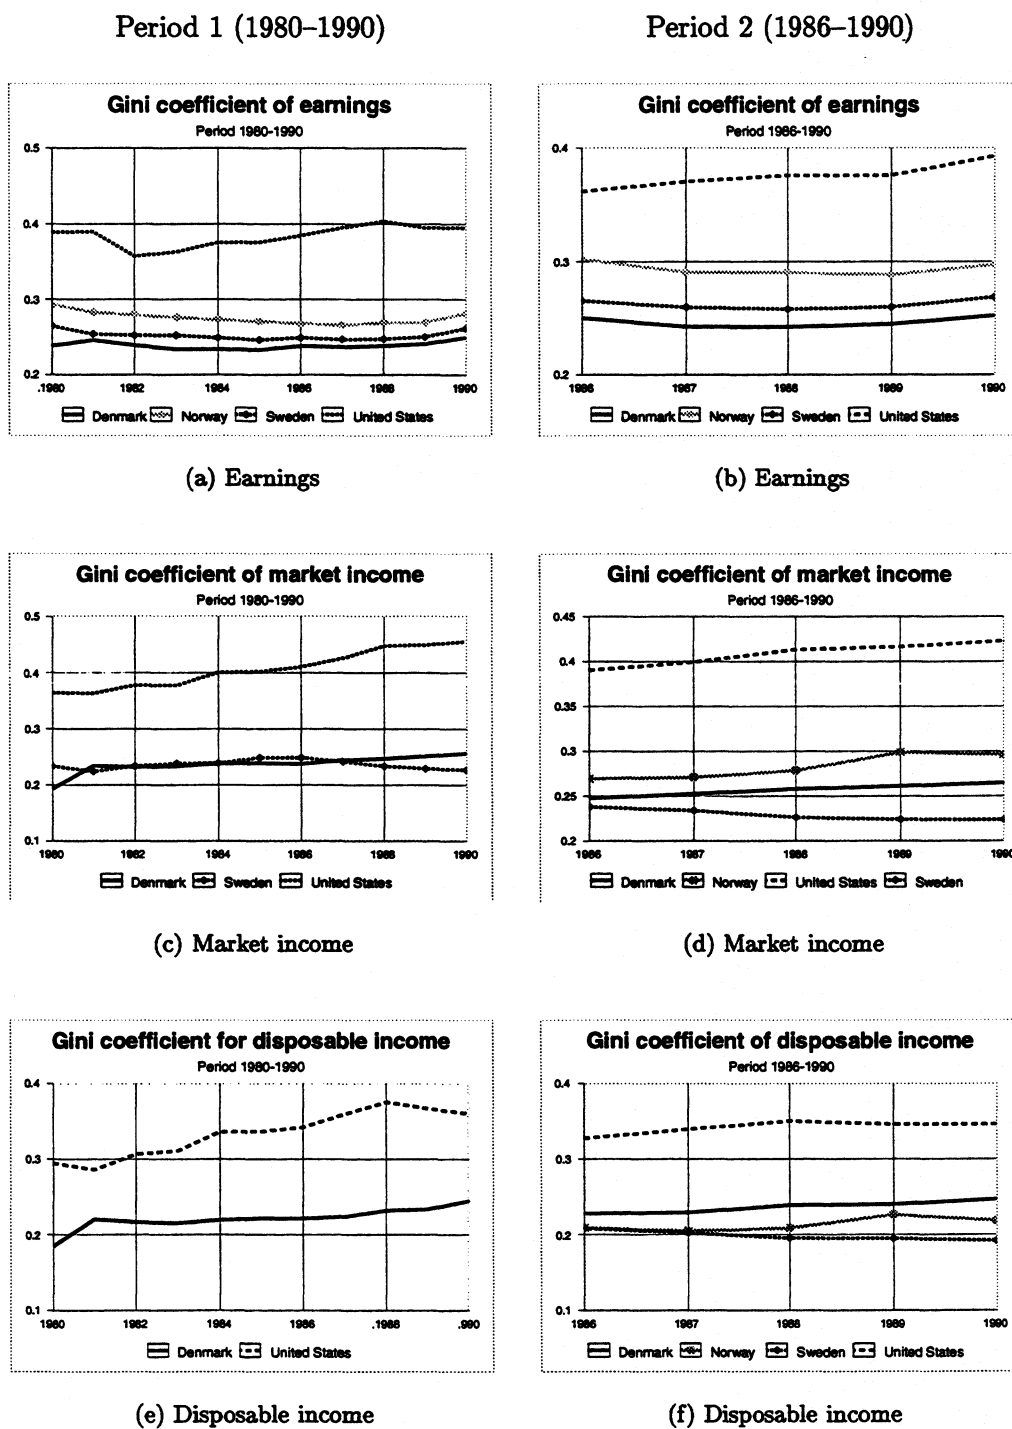 Period 1 (1980–1990)
Period 2 (1986–1990)
Gini coefficient of earnings
Period 1980-1990
0.5
0.4
0.3
0.2
.1980 1982 1984 1986 1988 1990
Denmark Norway Sweden United States
(a) Earnings
Gini coefficient of earnings
Period 1986-1990
0.4
0.3
0.2
1986 1987 1988 1989 1990
Denmark Norway Sweden United States
(b) Earnings
Gini coefficient of market income
Period 1980-1990
0.5
0.4
0.3
0.2
0.1
1980 1982 1984 1986 1988 1990
Denmark Sweden United States
(c) Market income
Gini coefficient of market income
Period 1986-1990
0.45
0.4
0.35
0.3
0.25
0.2
1986 1987 1988 1989 1990
Denmark Norway United States Sweden
(d) Market income
Gini coefficient for disposable income
Period 1980-1990
0.4
0.3
0.2
0.1
1980 1982 1984 1986 .1988 .990
Denmark United States
(e) Disposable income
Gini coefficient of disposable income
Period 1986-1990
0.4
0.3
0.2
0.1
1986 1987 1988 1989 1990
Denmark Norway Sweden United States
(f) Disposable income